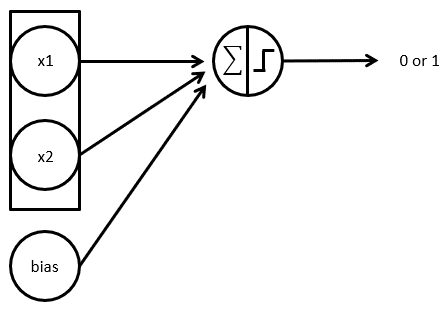 x1
∑
0 or 1
x2
bias